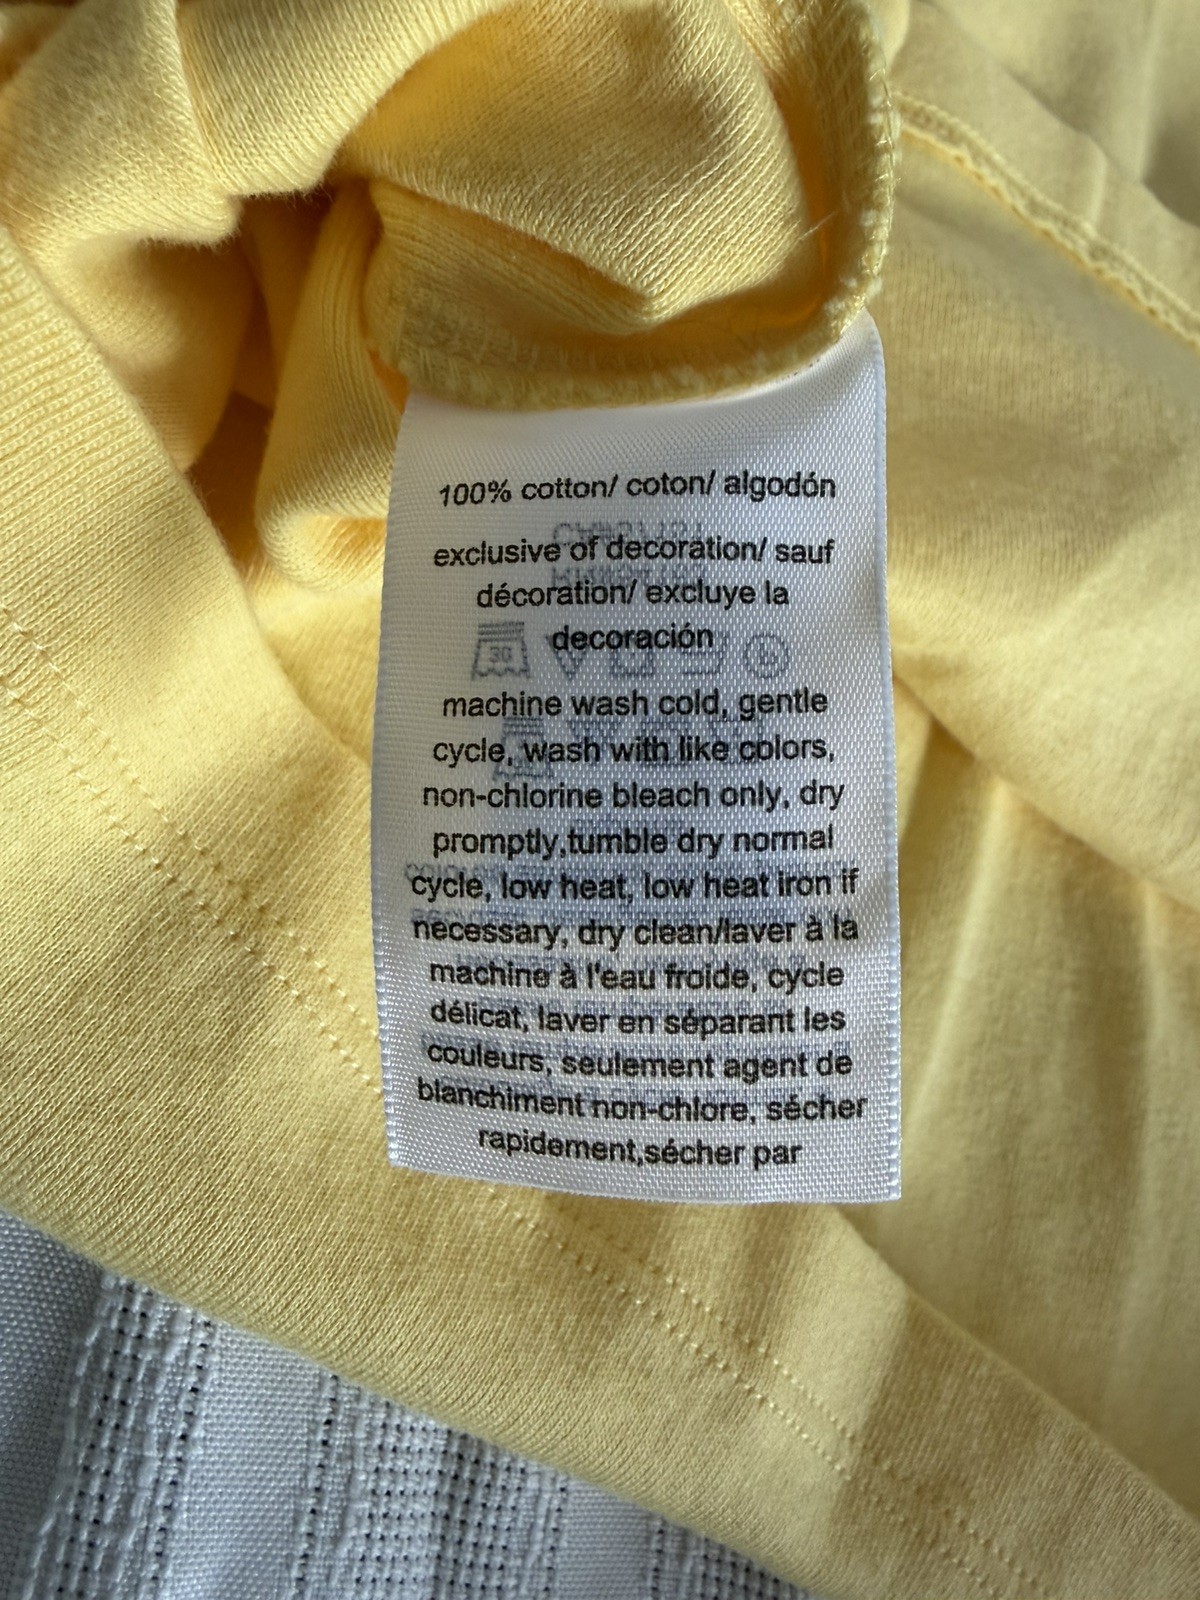 100% cotton/ coton/ algodón
exclusive of decoration/ sauf
décoration/ excluye la
decoración
30
machine wash cold, gentle
cycle, wash with like colors,
non-chlorine bleach only, dry
promptly,tumble dry normal
cycle, low heat, low heat iron if
necessary, dry clean/laver à la
machine à l'eau froide, cycle
délicat, laver en séparant les
couleurs, seulement agent de
blanchiment non-chlore, sécher
rapidement,sécher par